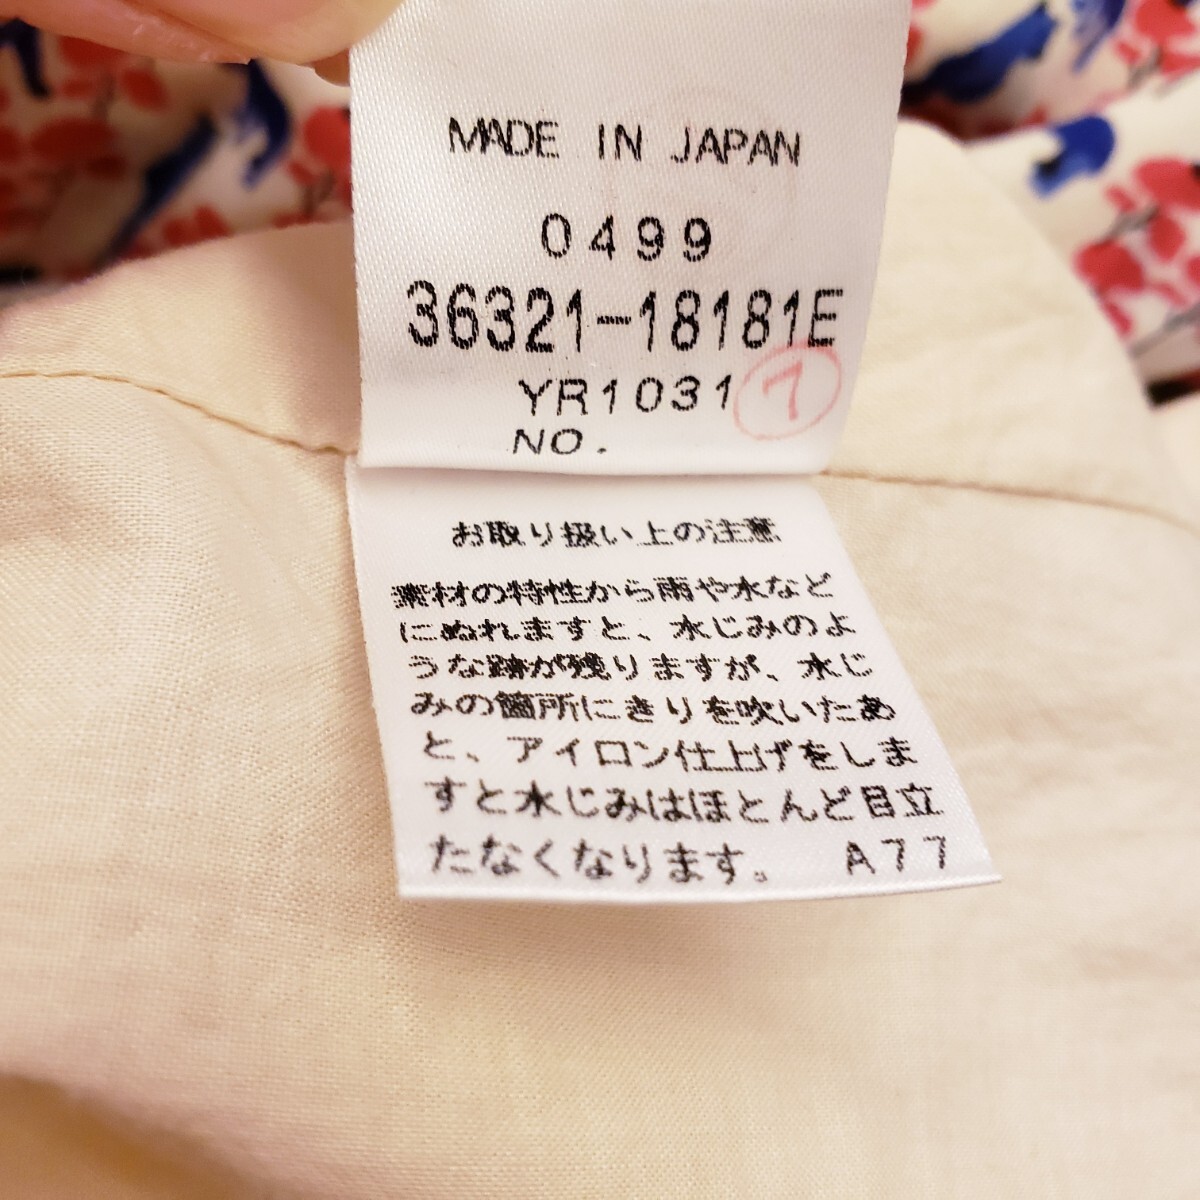 MADE IN JAPAN
0499
36321-18181E
YR1031 7
NO.
お取り扱い上の注意
素材の特性から雨や水など
にぬれますと、水じみのよ
うな跡が残りますが、水じ
みの箇所にきりを吹いたあ
と、アイロン仕上げをしま
すと水じみはほとんど目立
たなくなります。 A77